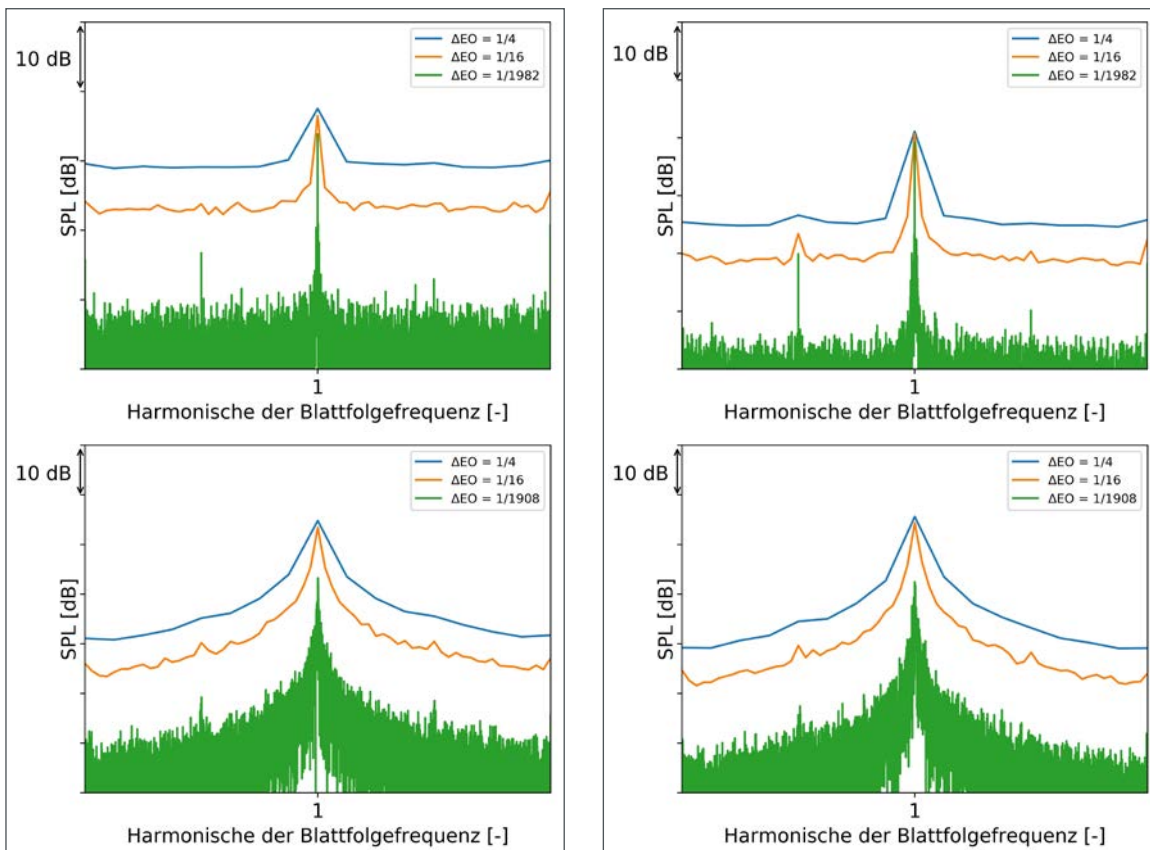 10 dB
SPL [dB]
ΔEO = 1/4
ΔEO = 1/16
ΔEO = 1/1982
1
Harmonische der Blattfolgefrequenz [-]
10 dB
SPL [dB]
ΔEO = 1/4
ΔEO = 1/16
ΔEO = 1/1982
1
Harmonische der Blattfolgefrequenz [-]
10 dB
SPL [dB]
ΔEO = 1/4
ΔEO = 1/16
ΔEO = 1/1908
1
Harmonische der Blattfolgefrequenz [-]
10 dB
SPL [dB]
ΔEO = 1/4
ΔEO = 1/16
ΔEO = 1/1908
1
Harmonische der Blattfolgefrequenz [-]